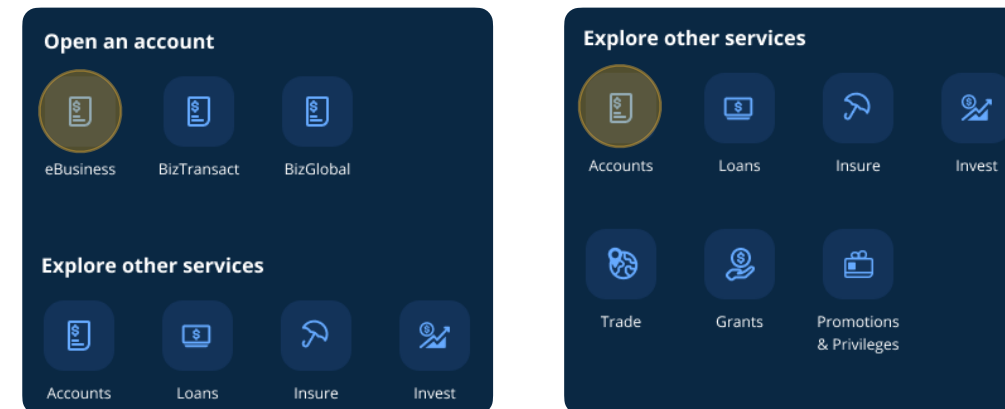 Open an account
eBusiness
BizTransact
BizGlobal
Explore other services
Accounts
Loans
Insure
Invest
Explore other services
Accounts
Loans
Insure
Invest
Trade
Grants
Promotions
& Privileges